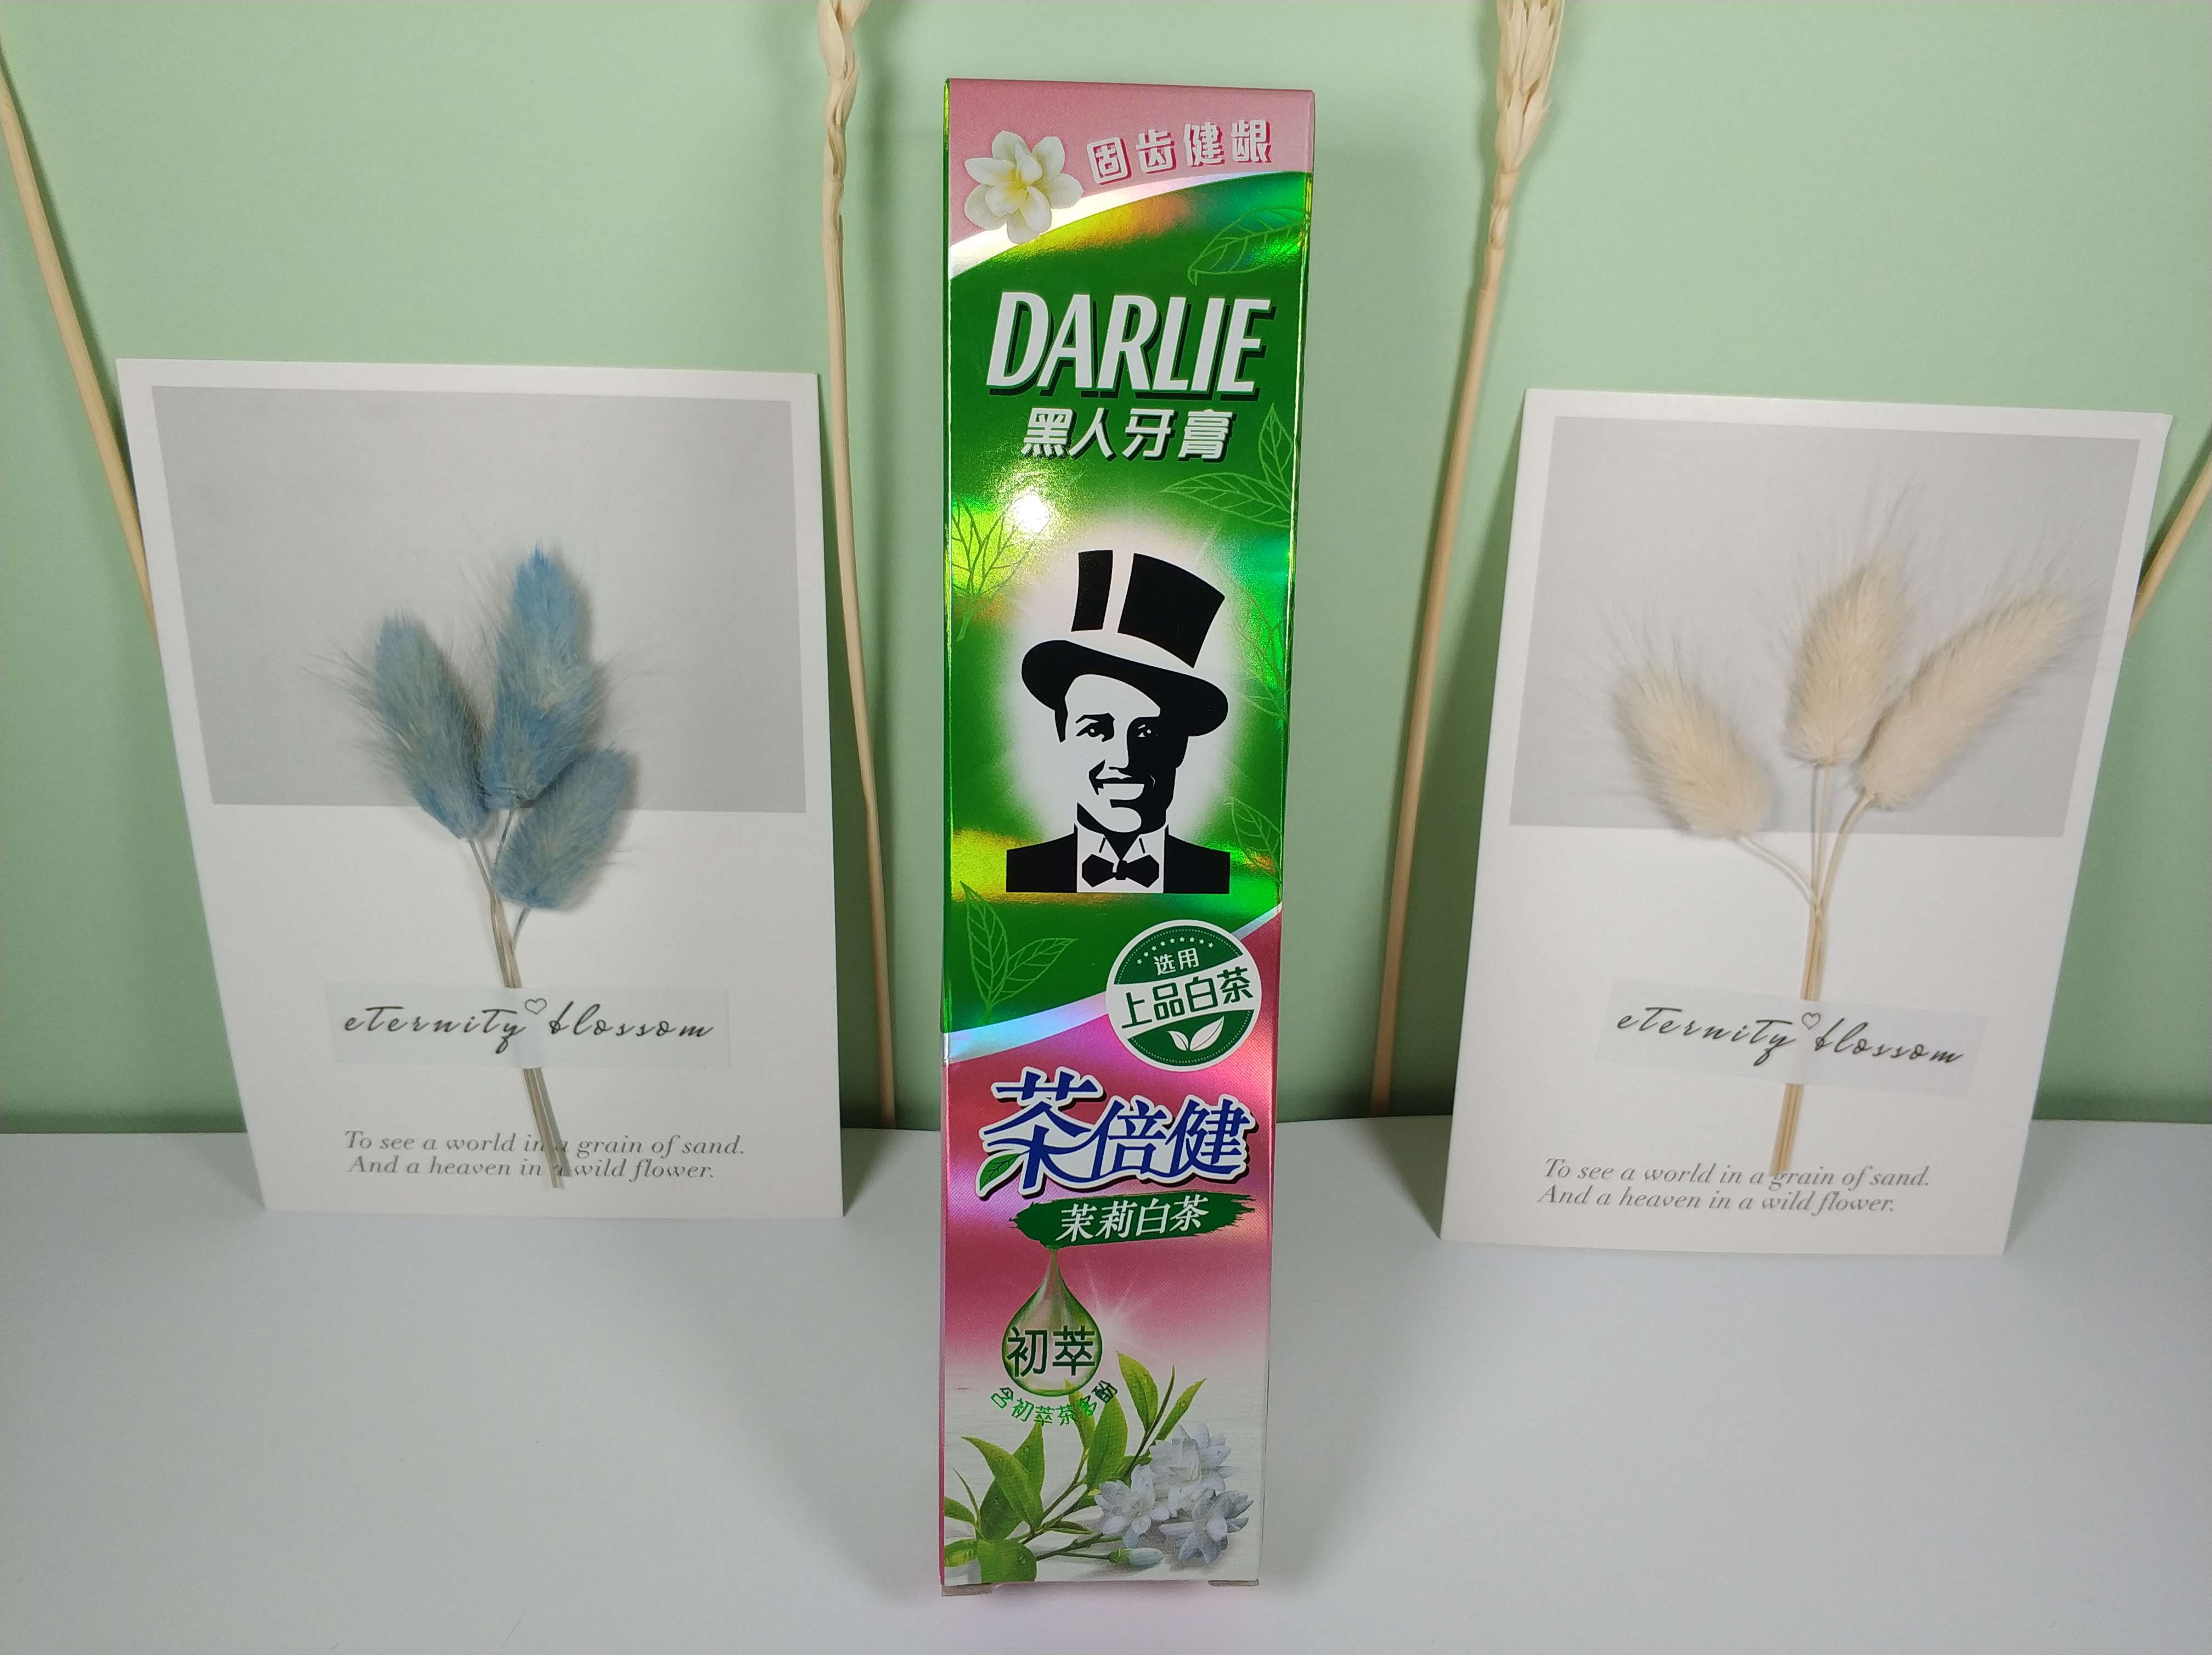 固齿健龈
DARLIE
黑人牙膏
选用
上品白茶
茶倍健
茉莉白茶
初萃
含初萃茶多酚
eternity blossom
To see a world in a grain of sand.
And a heaven in a wild flower.
eternity blossom
To see a world in a grain of sand.
And a heaven in a wild flower.